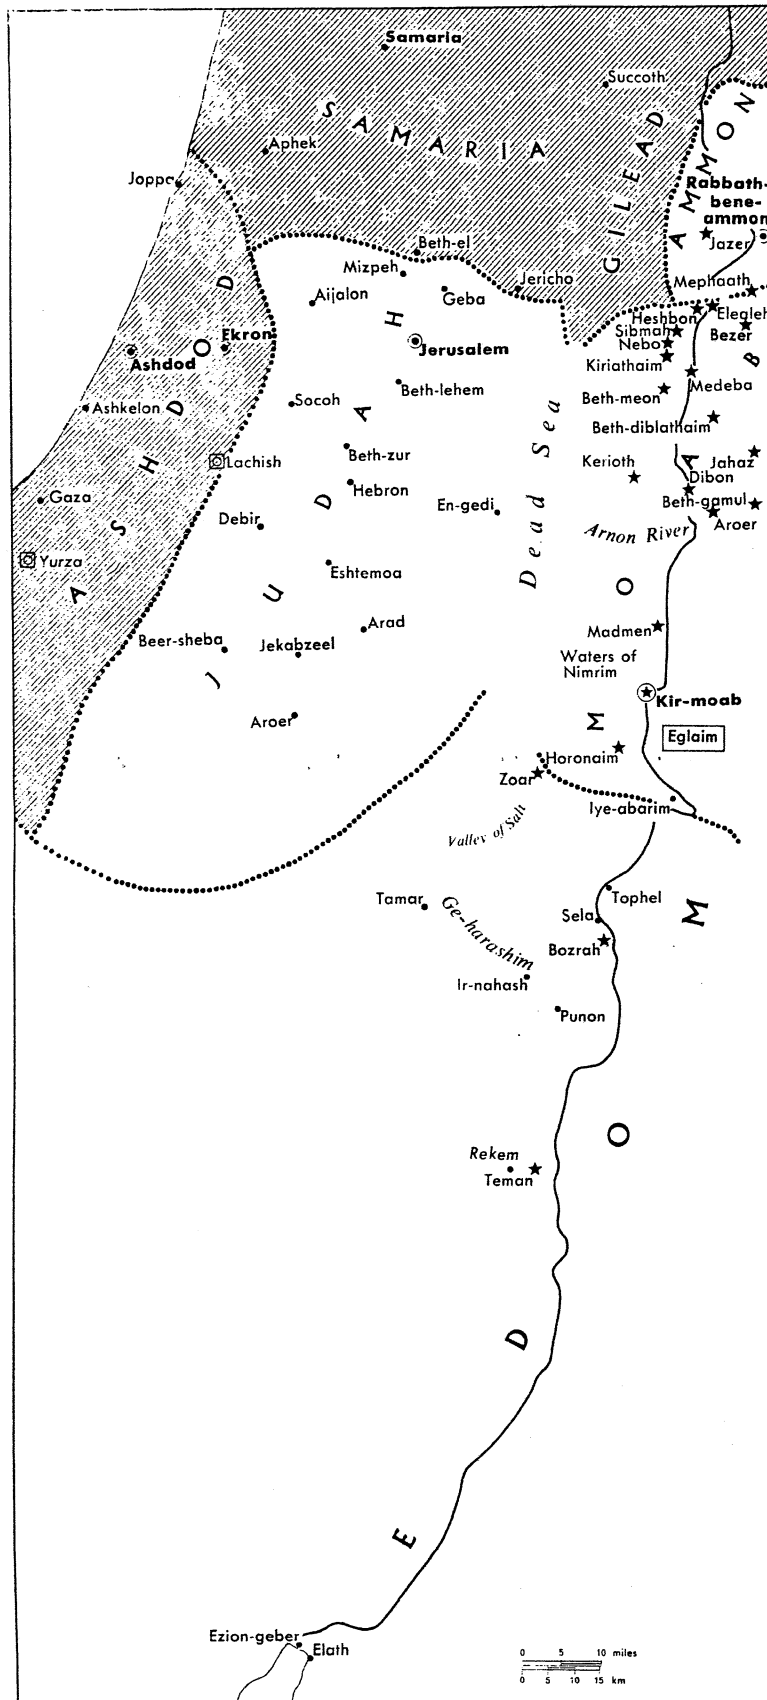 Samaria
Succoth
SAMARIA
GILEAD
AMMON
Aphek
Joppe
Rabbath-
bene-
ammon
Jazer
Beth-el
Mizpeh
Jericho
Mephaath
Aijalon
Geba
Heshbon
Elealeh
Sibmah
Bezer
Nebo
Ekron
Jerusalem
Ashdod
Kiriathaim
Medeba
Beth-lehem
Beth-meon
Socoh
Ashkelon
Beth-diblathaim
Beth-zur
Lachish
Kerioth
Jahaz
Dibon
Hebron
Gaza
En-gedi
Beth-gamul
Debir
Aroer
Dead Sea
Arnon River
ASHDOD
JUDAH
MOAB
Yurza
Eshtemoa
Arad
Madmen
Beer-sheba
Jekabzeel
Waters of
Nimrim
Kir-moab
Aroer
Eglaim
Horonaim
Zoar
Iye-abarim
Valley of Salt
Tophel
Tamar
Ge-harashim
Sela
Bozrah
Ir-nahash
Punon
EDOM
Rekem
Teman
Ezion-geber
Elath
0 5 10 miles
0 5 10 15 km